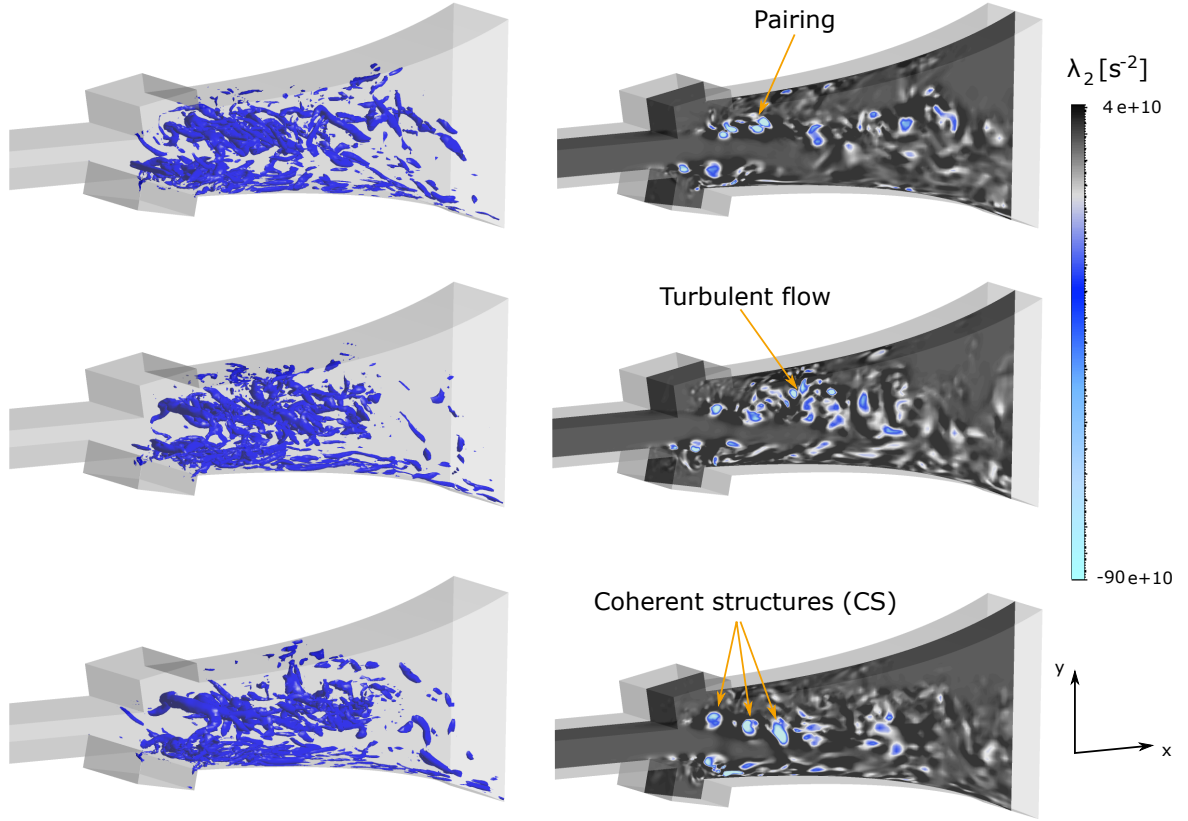 Pairing
λ₂ [s⁻²]
4 e+10
Turbulent flow
-90 e+10
Coherent structures (CS)
y
x